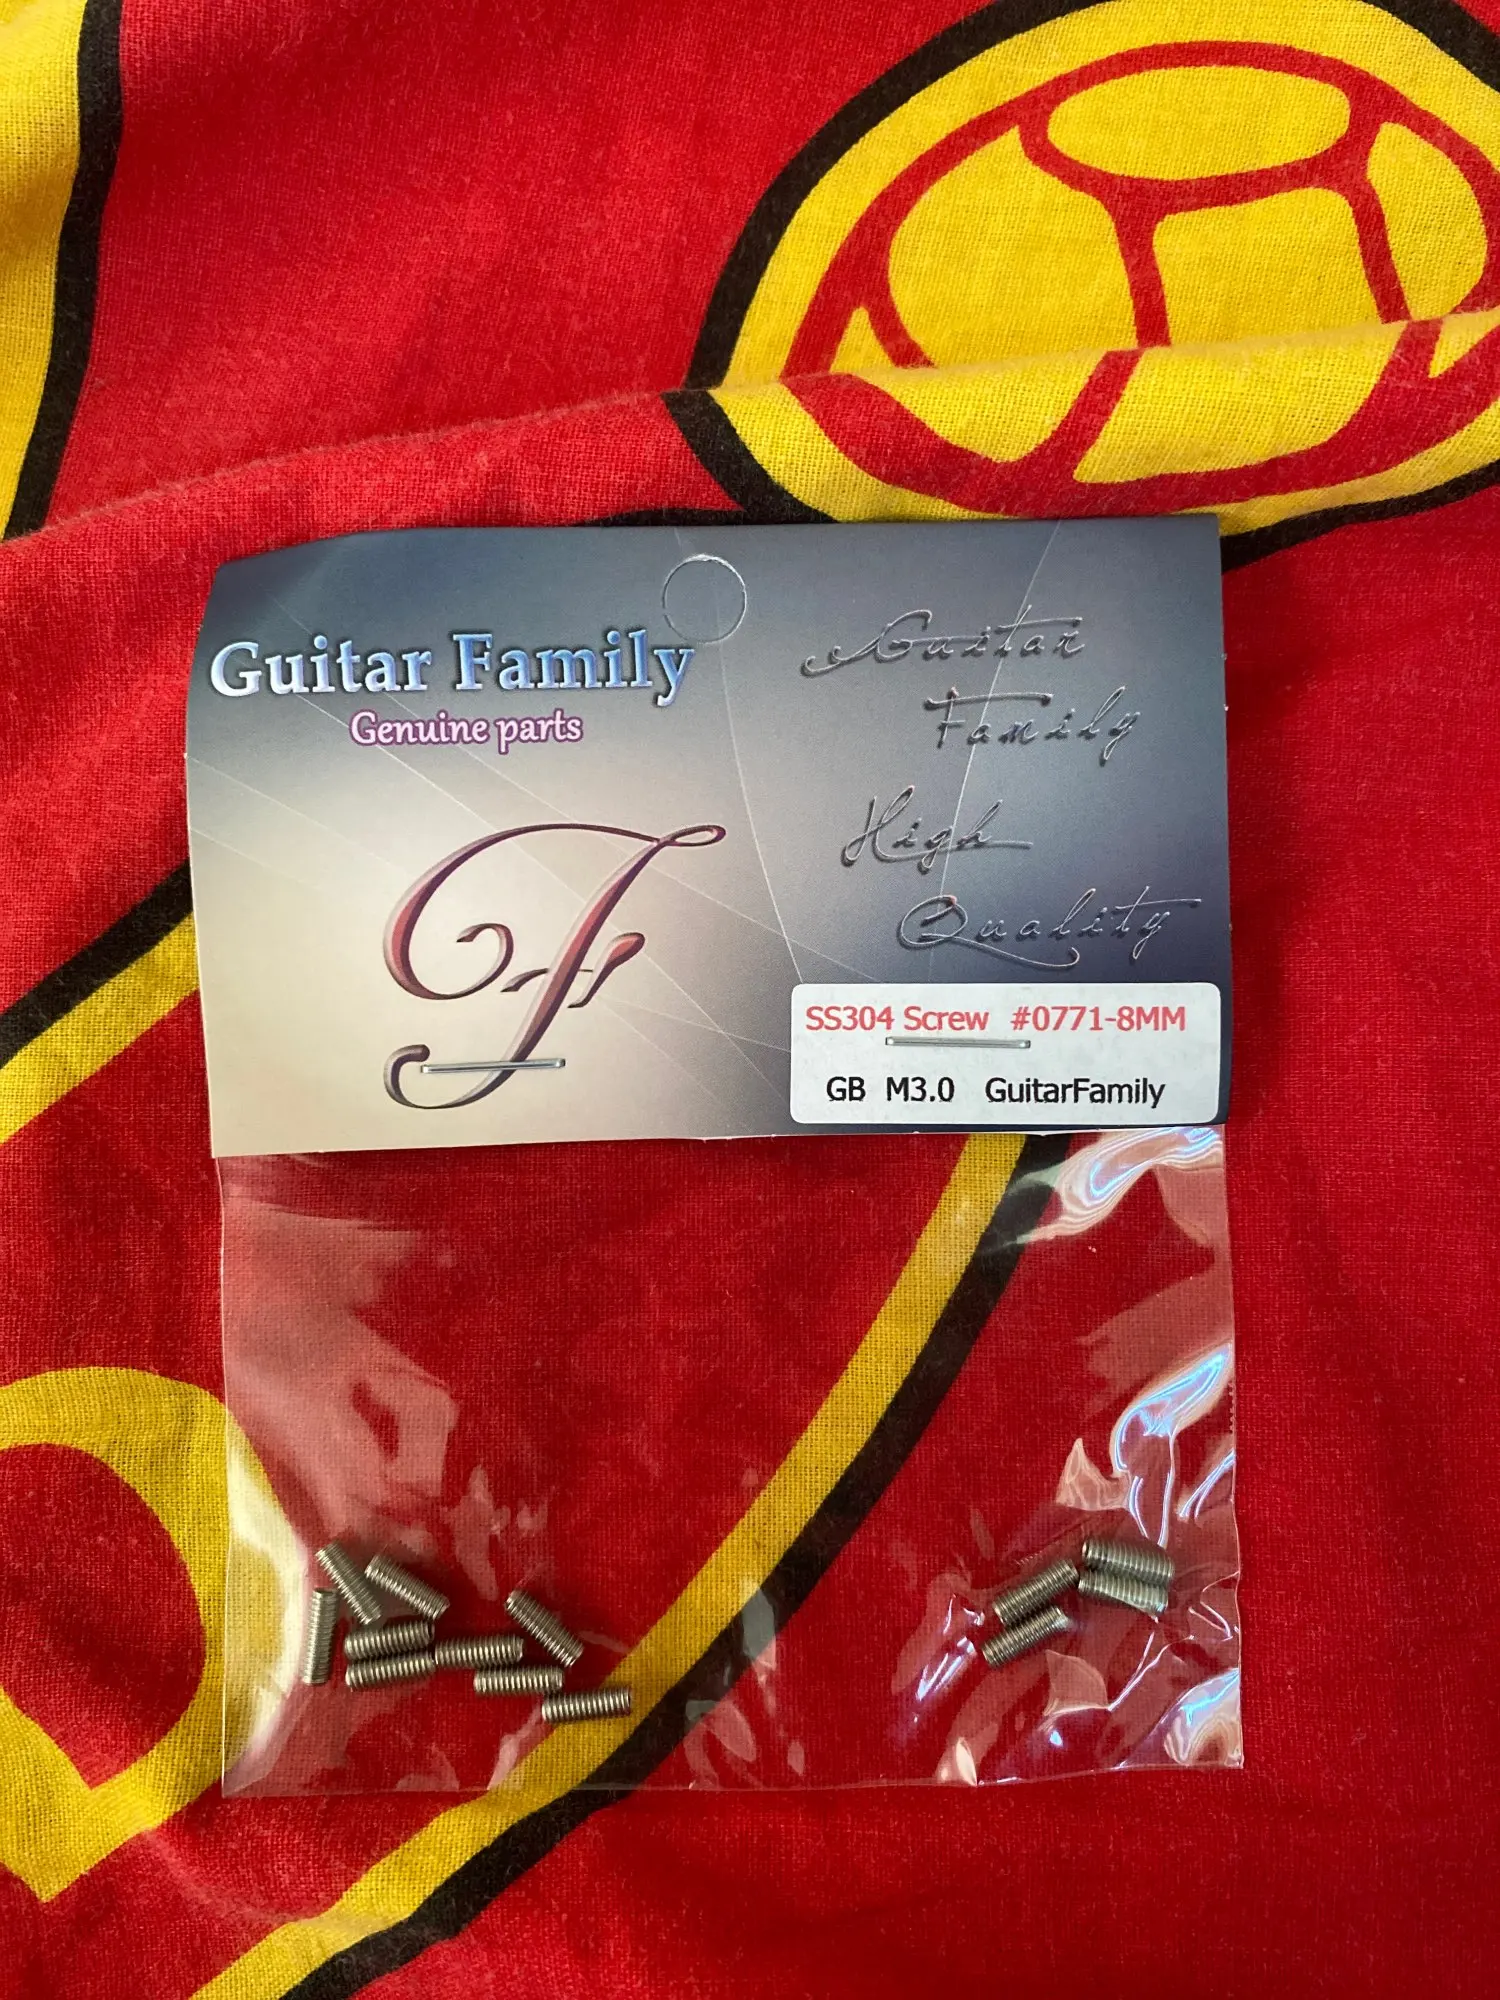 Guitar Family
Genuine parts
Guitar
Family
High
Quality
F
SS304 Screw #0771-8MM
GB M3.0 GuitarFamily